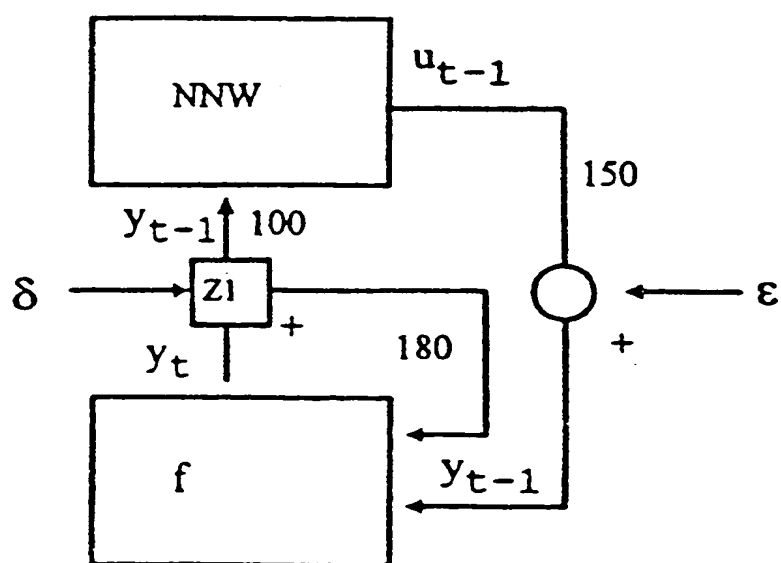 u_{t-1}
NNW
150
y_{t-1} 100
δ z1 ε
+ +
y_t 180
f y_{t-1}